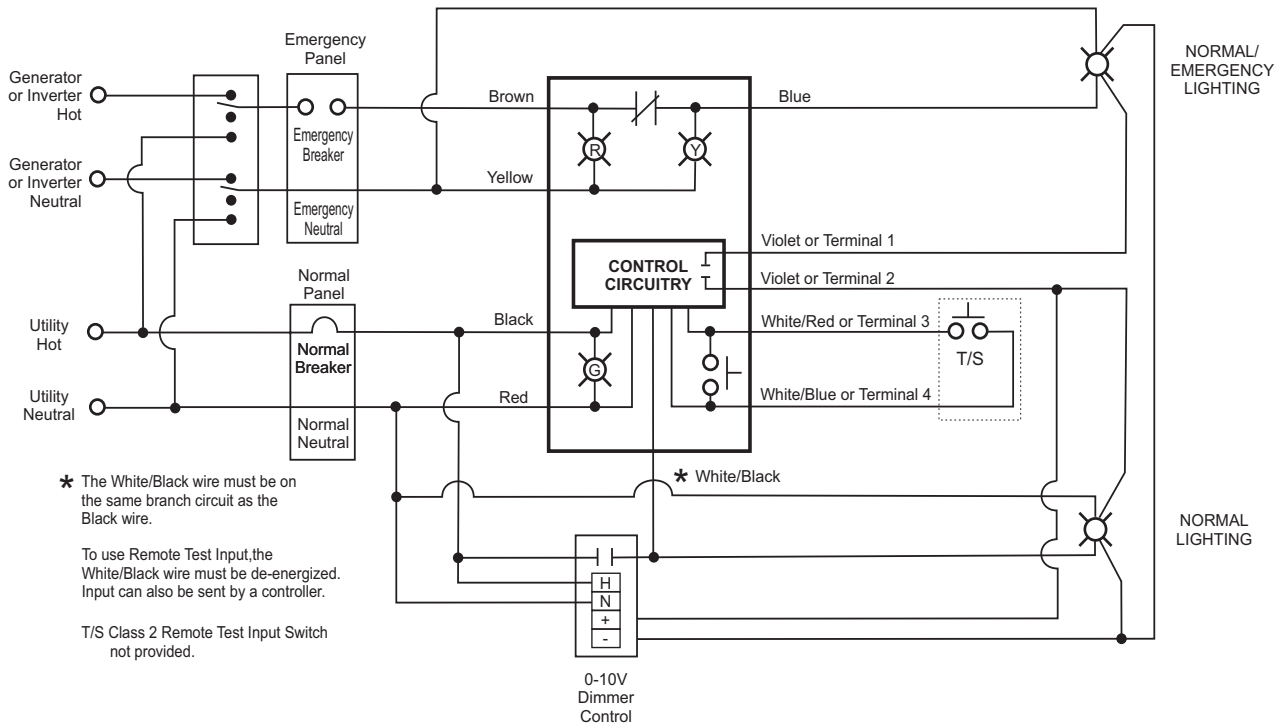 Emergency
Panel
NORMAL/
EMERGENCY
LIGHTING
Generator
or Inverter
Hot
Brown
Blue
Emergency
Breaker
R
Y
Generator
or Inverter
Neutral
Yellow
Emergency
Neutral
Violet or Terminal 1
CONTROL
CIRCUITRY
Violet or Terminal 2
Normal
Panel
Utility
Hot
Black
White/Red or Terminal 3
Normal
Breaker
T/S
G
Utility
Neutral
Red
White/Blue or Terminal 4
Normal
Neutral
* The White/Black wire must be on
the same branch circuit as the
Black wire.
* White/Black
NORMAL
LIGHTING
To use Remote Test Input,the
White/Black wire must be de-energized.
Input can also be sent by a controller.
H
N
+
-
T/S Class 2 Remote Test Input Switch
not provided.
0-10V
Dimmer
Control